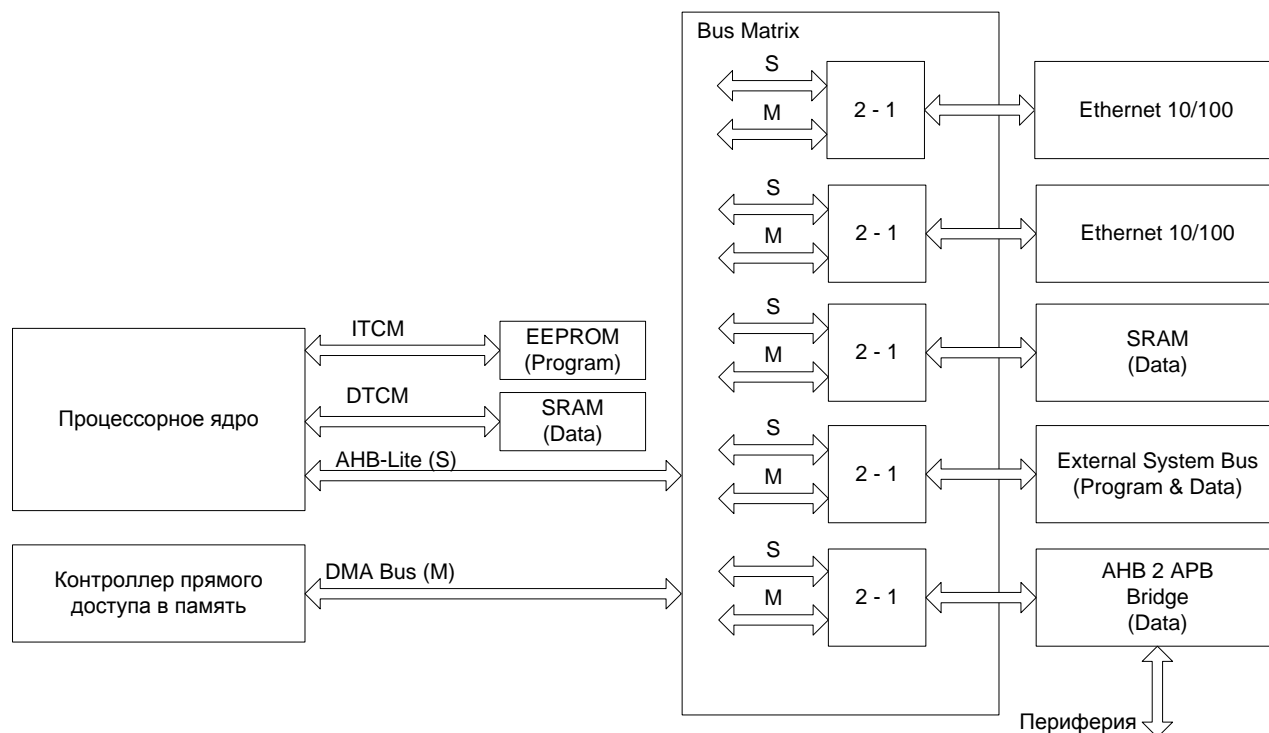 Bus Matrix
S
M
2 - 1
Ethernet 10/100
S
M
2 - 1
Ethernet 10/100
S
M
2 - 1
SRAM
(Data)
S
M
2 - 1
External System Bus
(Program & Data)
S
M
2 - 1
AHB 2 APB
Bridge
(Data)
Периферия
Процессорное ядро
ITCM
EEPROM
(Program)
DTCM
SRAM
(Data)
AHB-Lite (S)
Контроллер прямого
доступа в память
DMA Bus (M)